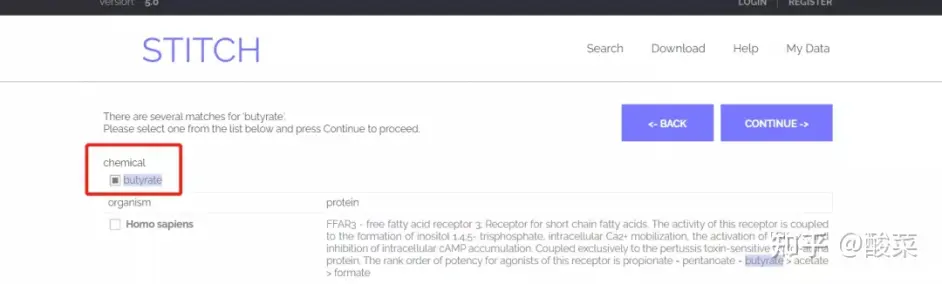 Version: 5.0
LOGIN | REGISTER
STITCH
Search Download Help My Data
There are several matches for 'butyrate'.
Please select one from the list below and press Continue to proceed.
<- BACK
CONTINUE ->
chemical
butyrate
organism protein
Homo sapiens
FFAR3 - free fatty acid receptor 3; Receptor for short chain fatty acids. The activity of this receptor is coupled
to the formation of inositol 1,4,5- trisphosphate, intracellular Ca2+ mobilization, the activation of
inhibition of intracellular cAMP accumulation. Coupled exclusively to the pertussis toxin-sensitive
protein. The rank order of potency for agonists of this receptor is propionate - pentanoate - butyrate > acetate
> formate
知乎 @酸菜